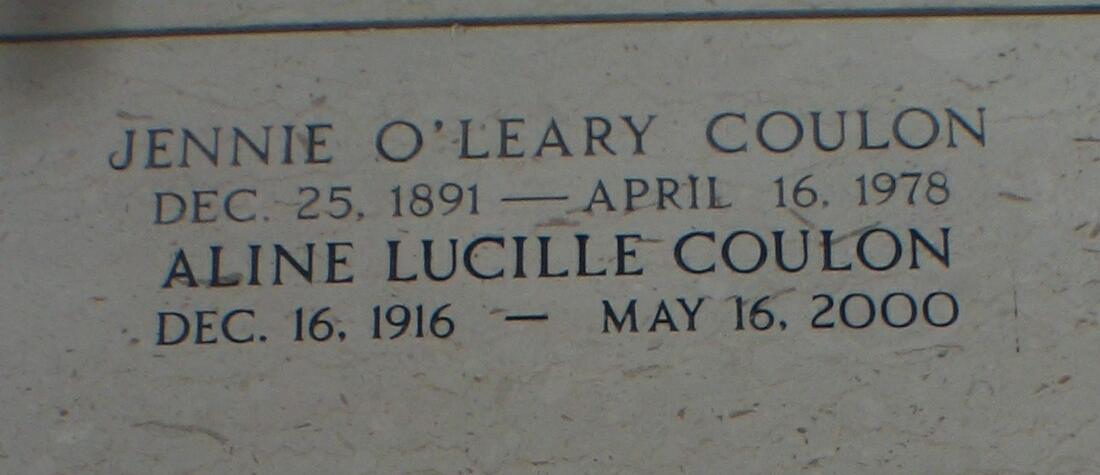 JENNIE O'LEARY COULON
DEC. 25, 1891 — APRIL 16, 1978
ALINE LUCILLE COULON
DEC. 16, 1916 — MAY 16, 2000